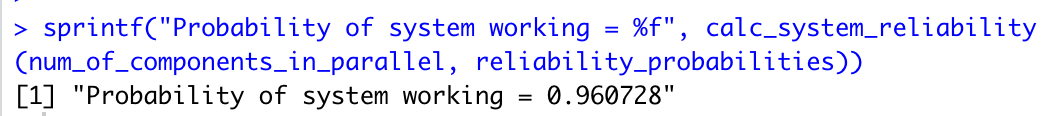 > sprintf("Probability of system working = %f", calc_system_reliability
(num_of_components_in_parallel, reliability_probabilities))
[1] "Probability of system working = 0.960728"